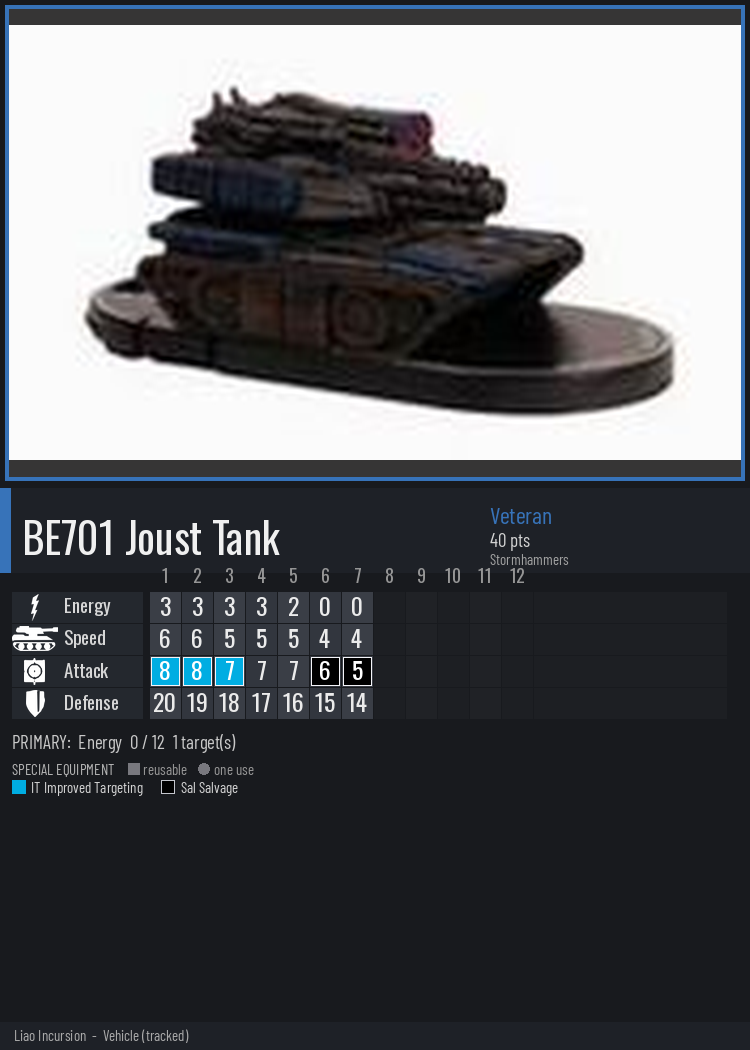 BE701 Joust Tank
Veteran
40 pts
Stormhammers
1 2 3 4 5 6 7 8 9 10 11 12
Energy 3 3 3 3 2 0 0
Speed 6 6 5 5 5 4 4
Attack 8 8 7 7 7 6 5
Defense 20 19 18 17 16 15 14
PRIMARY: Energy 0 / 12 1 target(s)
SPECIAL EQUIPMENT reusable one use
IT Improved Targeting Sal Salvage
Liao Incursion - Vehicle (tracked)